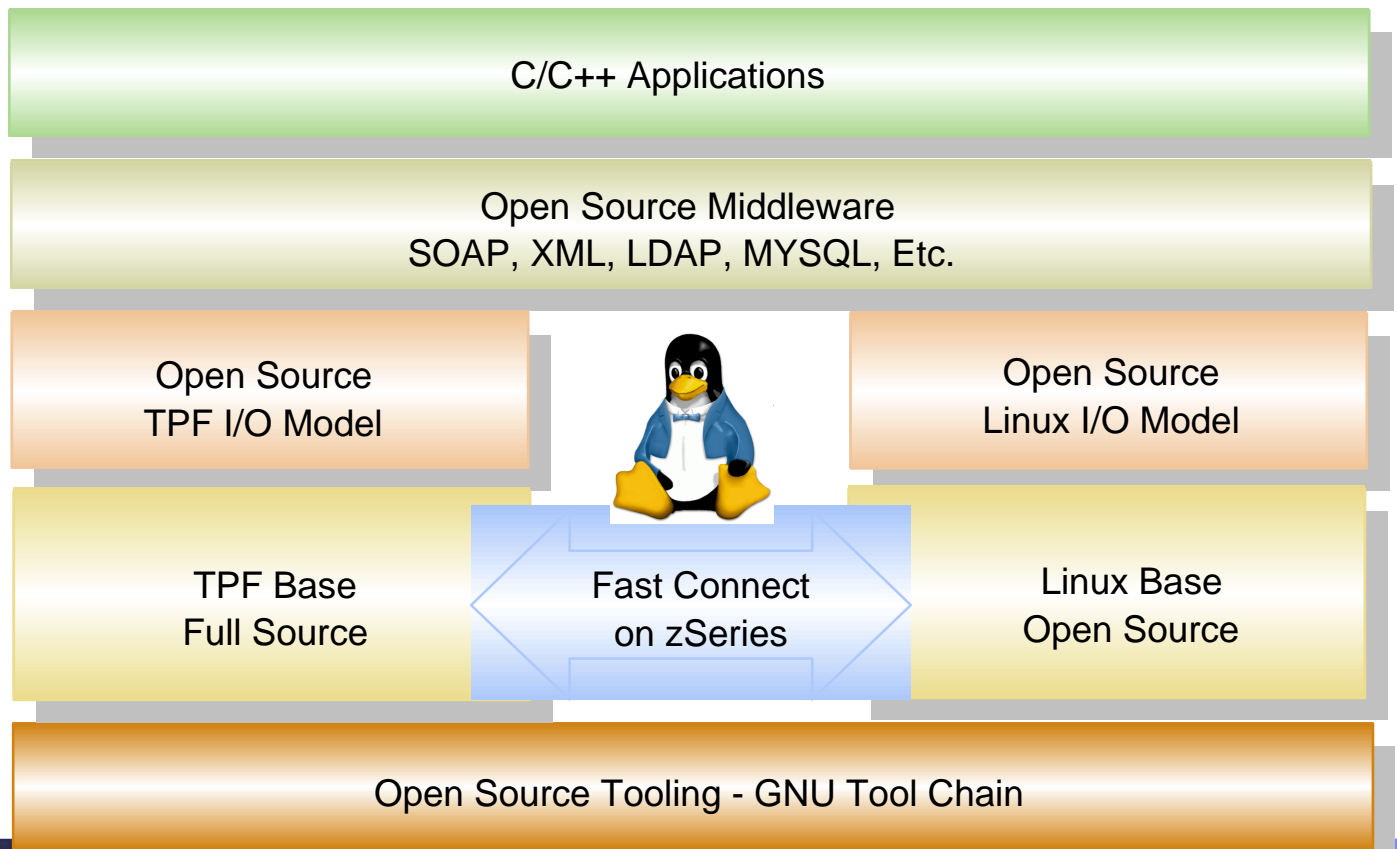 C/C++ Applications
Open Source Middleware
SOAP, XML, LDAP, MYSQL, Etc.
Open Source
TPF I/O Model
Open Source
Linux I/O Model
TPF Base
Full Source
Fast Connect
on zSeries
Linux Base
Open Source
Open Source Tooling - GNU Tool Chain